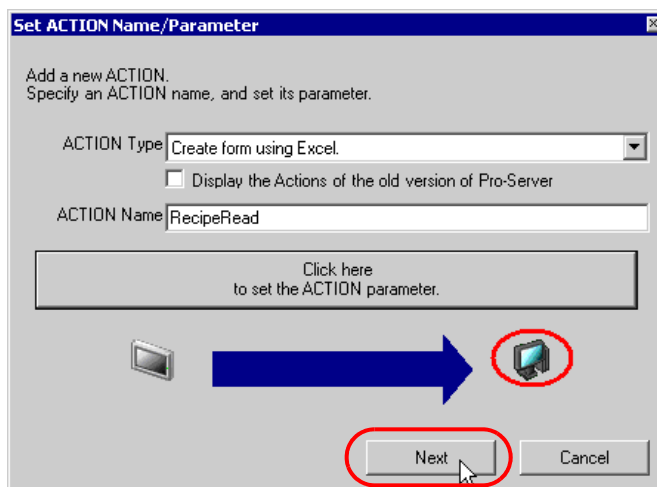 Set ACTION Name/Parameter
Add a new ACTION.
Specify an ACTION name, and set its parameter.
ACTION Type Create form using Excel.
Display the Actions of the old version of Pro-Server
ACTION Name RecipeRead
Click here
to set the ACTION parameter.
Next Cancel